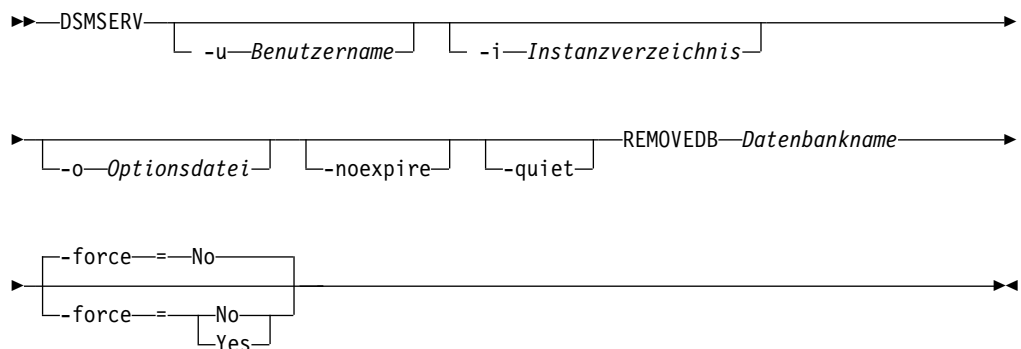 DSMSERV
-u Benutzername -i Instanzverzeichnis
-o Optionsdatei -noexpire -quiet REMOVEDB Datenbankname
-force = No
-force = No
Yes